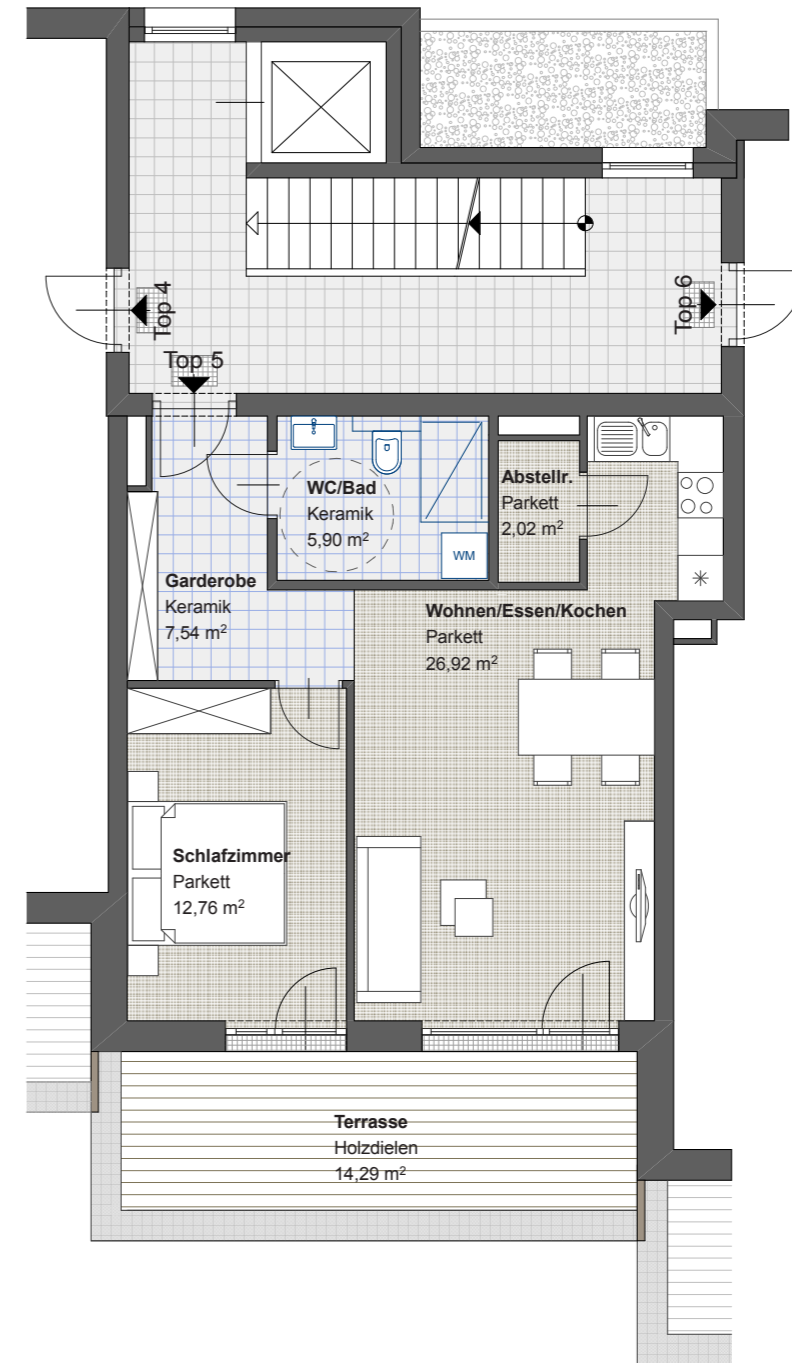 Top 4
Top 6
Top 5
WC/Bad
Keramik
5,90 m²
Abstellr.
Parkett
2,02 m²
WM
Garderobe
Keramik
7,54 m²
Wohnen/Essen/Kochen
Parkett
26,92 m²
Schlafzimmer
Parkett
12,76 m²
Terrasse
Holzdielen
14,29 m²